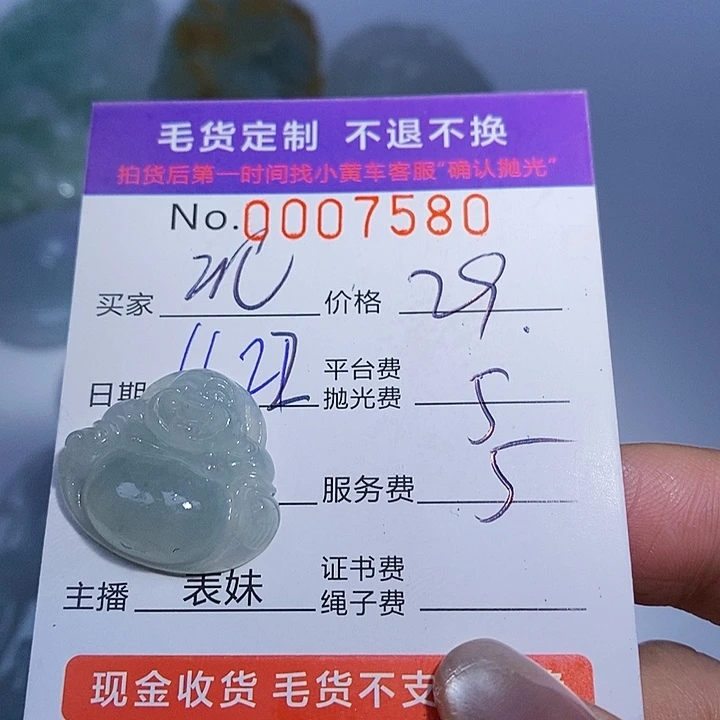 毛货定制 不退不换
拍货后第一时间找小黄车客服"确认抛光"
No.0007580
买家 价格 29.
日期 11.22 平台费
抛光费 5
服务费 5
主播 表妹 证书费
绳子费
现金收货 毛货不支